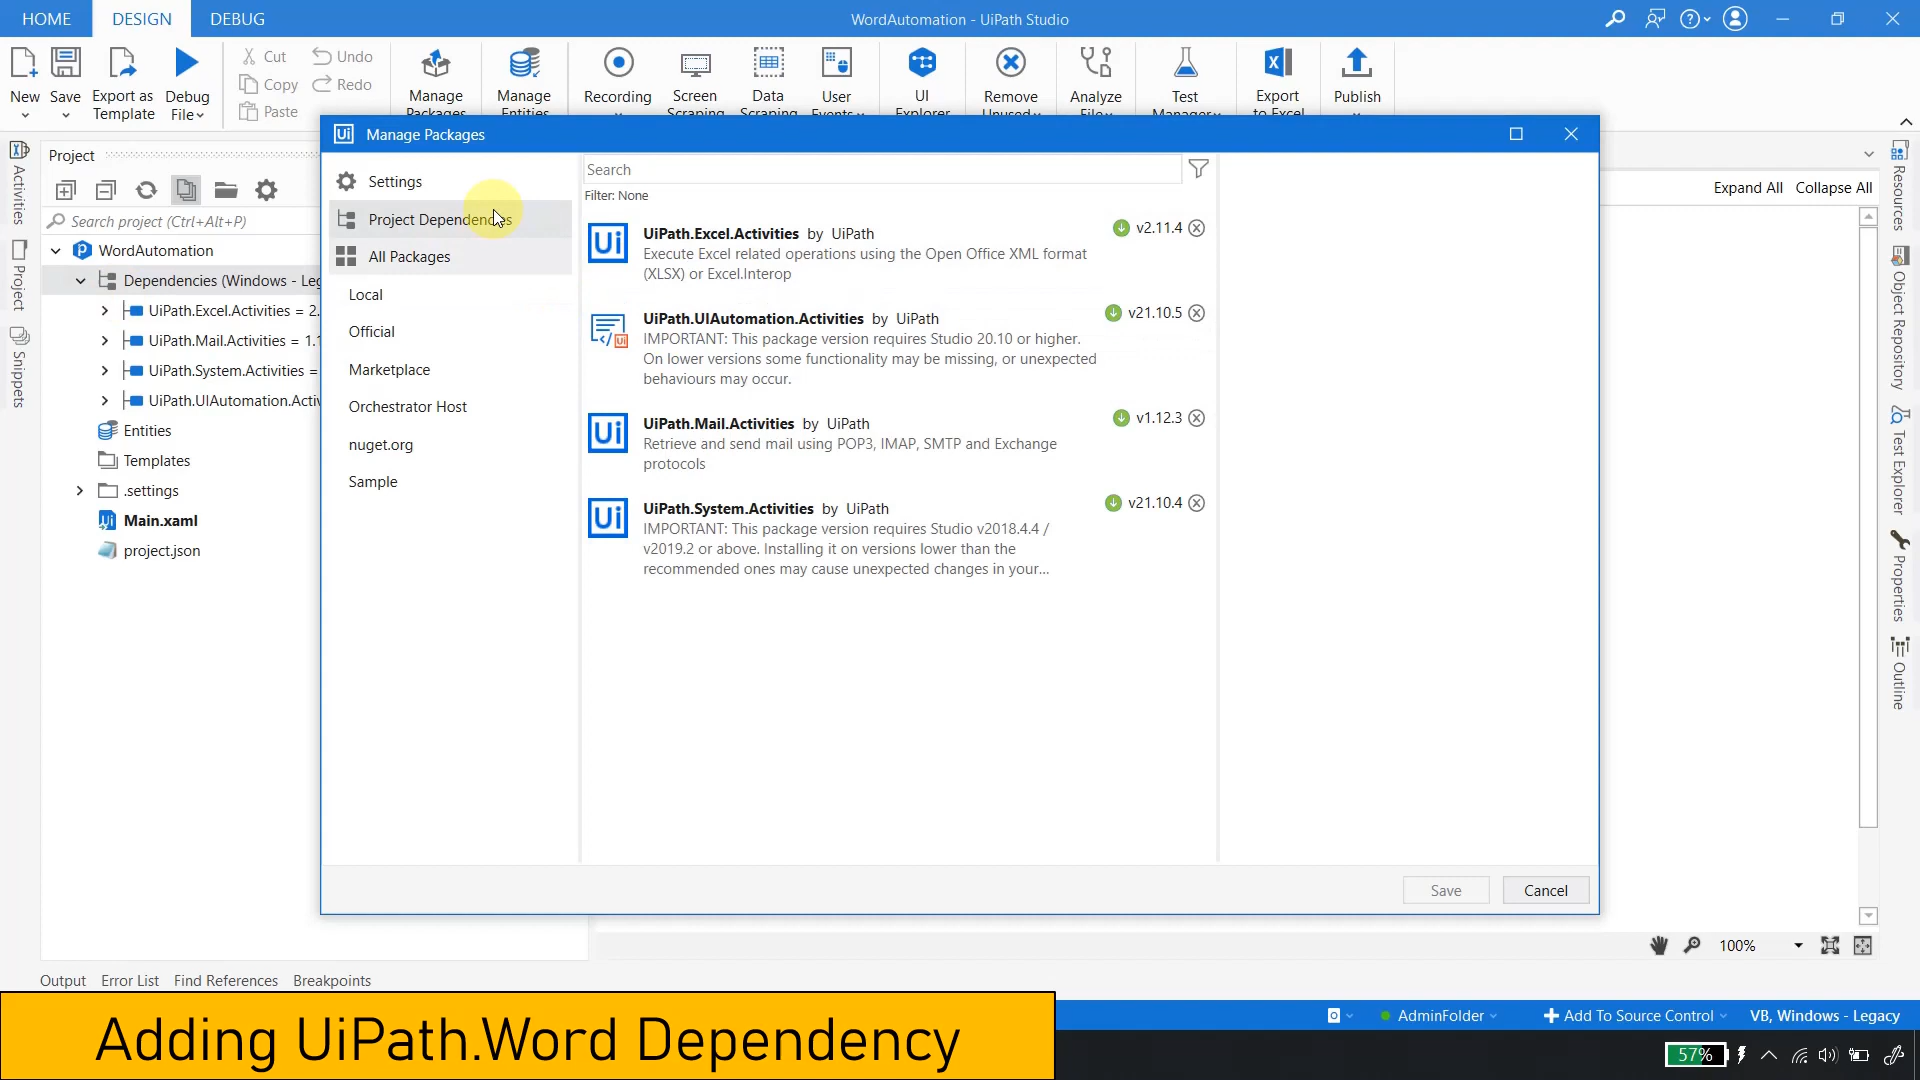 HOME DESIGN DEBUG WordAutomation - UiPath Studio
New Save Export as Template Debug File Cut Copy Paste Undo Redo Manage Packages Manage Entities Recording Screen Scraping Data Scraping User Events UI Explorer Remove Unused Analyze File Test Manager Export to Excel Publish
Activities
Project
Snippets
Project
Search project (Ctrl+Alt+P)
WordAutomation
Dependencies (Windows - Leg
UiPath.Excel.Activities = 2.
UiPath.Mail.Activities = 1.1
UiPath.System.Activities =
UiPath.UIAutomation.Activ
Entities
Templates
.settings
Main.xaml
project.json
Ui Manage Packages
Settings
Project Dependencies
All Packages
Local
Official
Marketplace
Orchestrator Host
nuget.org
Sample
Search
Filter: None
Ui UiPath.Excel.Activities by UiPath v2.11.4
Execute Excel related operations using the Open Office XML format
(XLSX) or Excel.Interop
UiPath.UIAutomation.Activities by UiPath v21.10.5
IMPORTANT: This package version requires Studio 20.10 or higher.
On lower versions some functionality may be missing, or unexpected
behaviours may occur.
Ui UiPath.Mail.Activities by UiPath v1.12.3
Retrieve and send mail using POP3, IMAP, SMTP and Exchange
protocols
Ui UiPath.System.Activities by UiPath v21.10.4
IMPORTANT: This package version requires Studio v2018.4.4 /
v2019.2 or above. Installing it on versions lower than the
recommended ones may cause unexpected changes in your...
Save Cancel
Expand All Collapse All
Resources
Object Repository
Test Explorer
Properties
Outline
100%
Output Error List Find References Breakpoints
AdminFolder Add To Source Control VB, Windows - Legacy
Adding UiPath.Word Dependency
57%